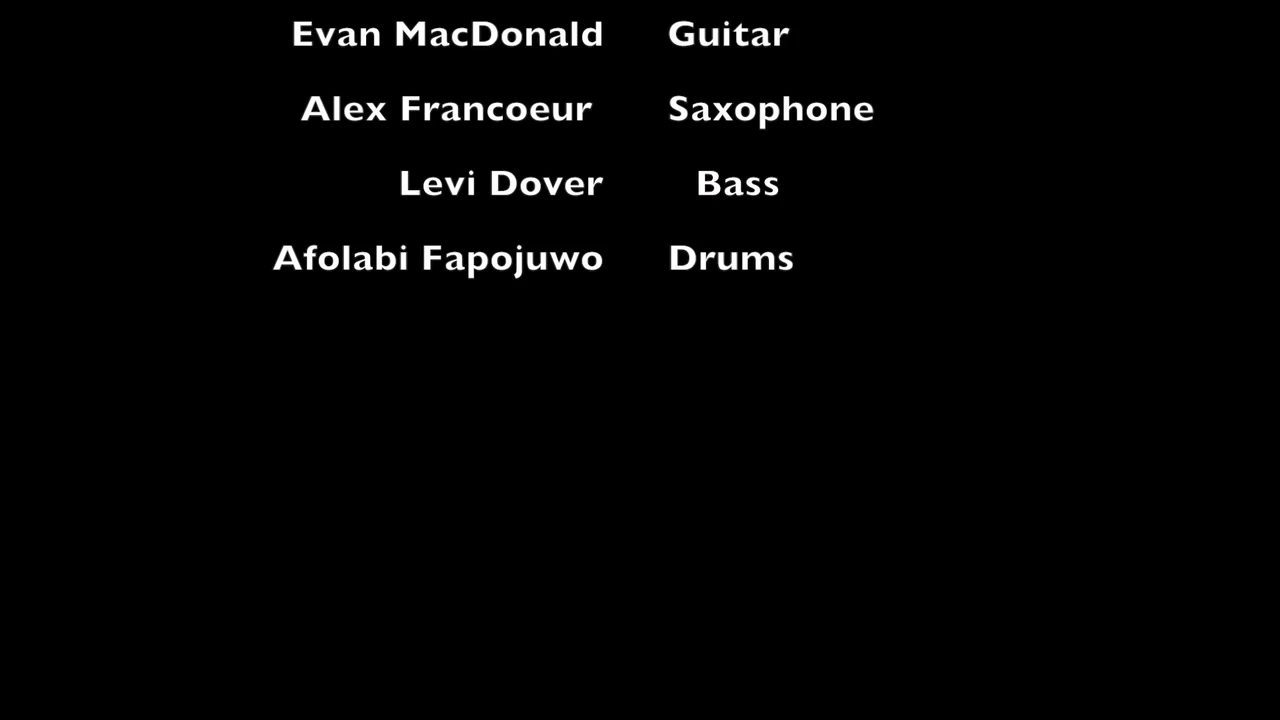 Evan MacDonald Guitar
Alex Francoeur Saxophone
Levi Dover Bass
Afolabi Fapojuwo Drums